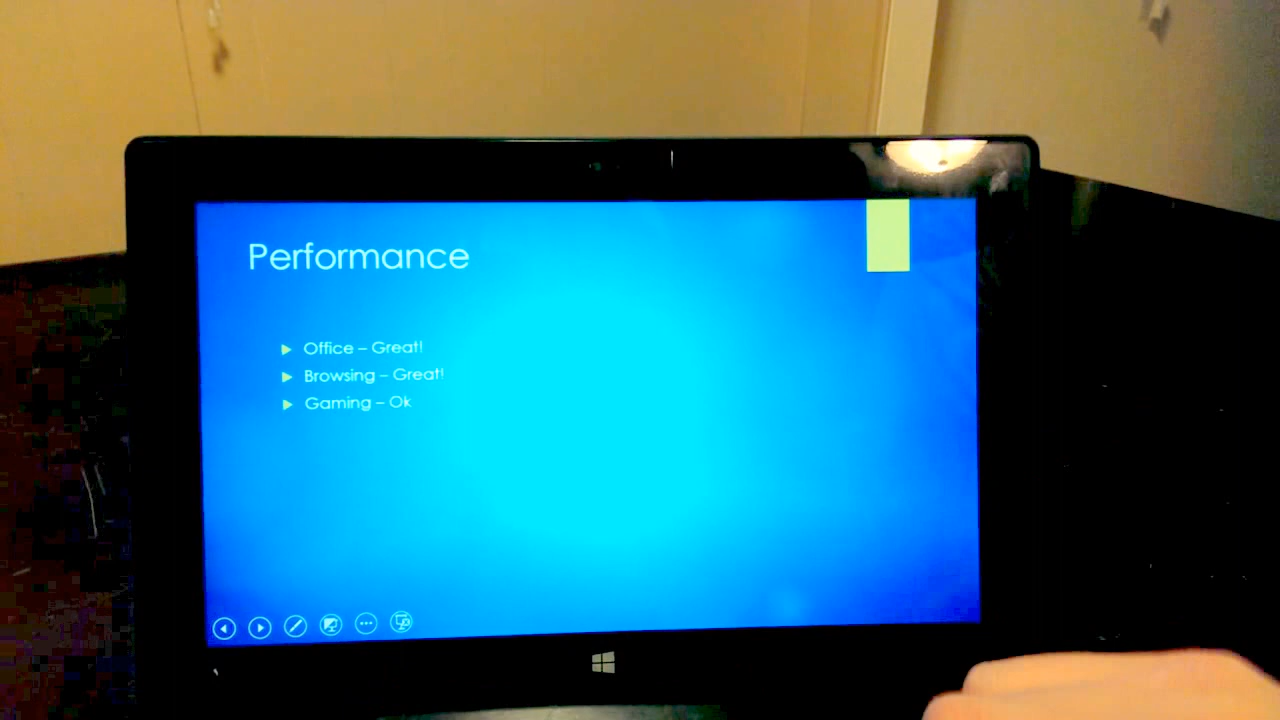 Performance
Office – Great!
Browsing – Great!
Gaming – Ok